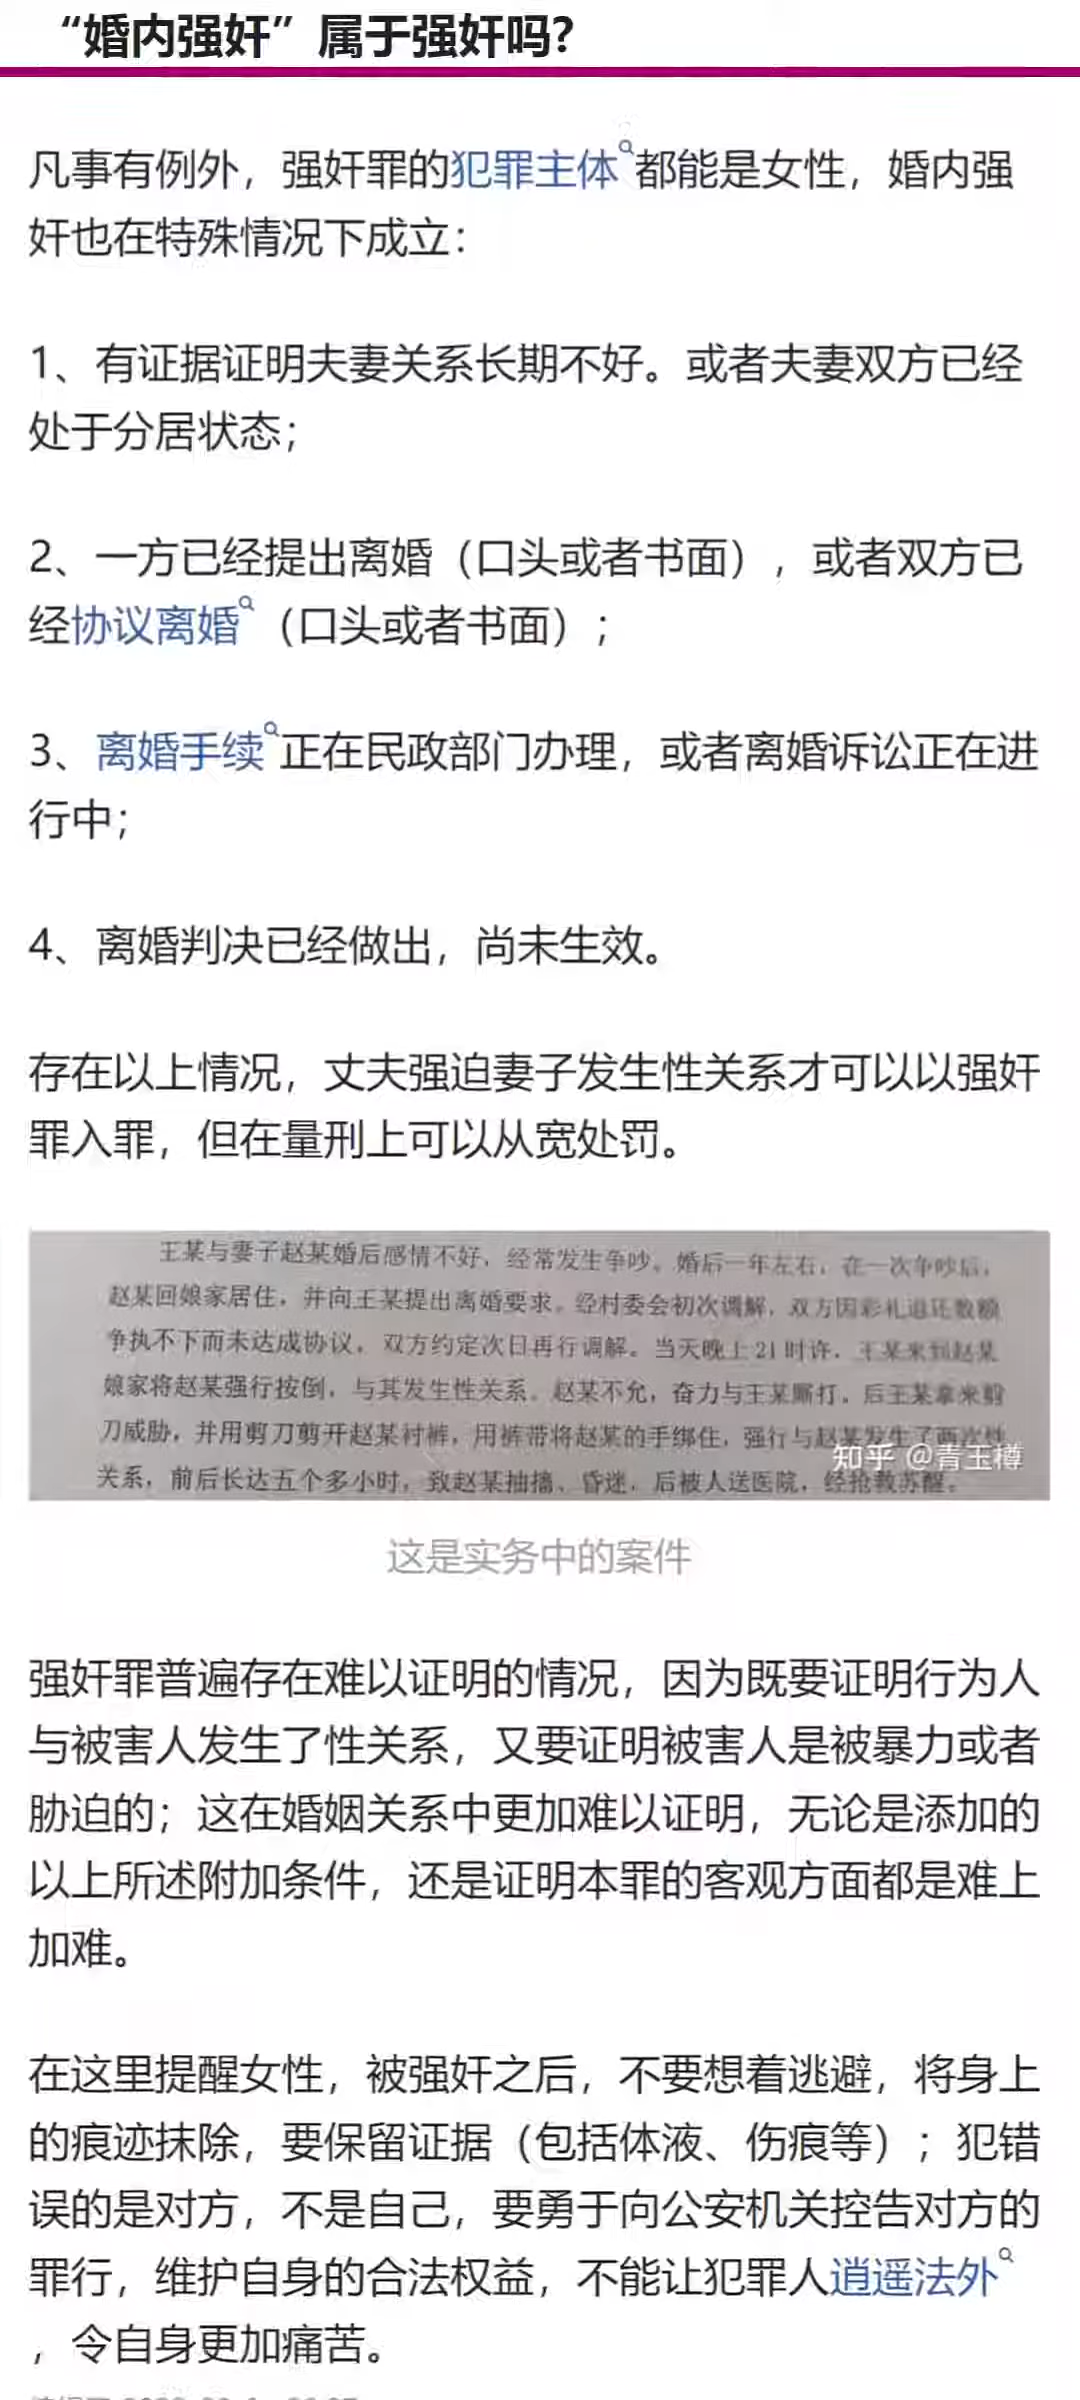 “婚内强奸”属于强奸吗?
凡事有例外，强奸罪的犯罪主体都能是女性，婚内强
奸也在特殊情况下成立：
1、有证据证明夫妻关系长期不好。或者夫妻双方已经
处于分居状态；
2、一方已经提出离婚（口头或者书面），或者双方已
经协议离婚（口头或者书面）；
3、离婚手续正在民政部门办理，或者离婚诉讼正在进
行中；
4、离婚判决已经做出，尚未生效。
存在以上情况，丈夫强迫妻子发生性关系才可以以强奸
罪入罪，但在量刑上可以从宽处罚。
王某与妻子赵某婚后感情不好，经常发生争吵。婚后一年左右，在一次争吵后，
赵某回娘家居住，并向王某提出离婚要求。经村委会初次调解，双方因彩礼退还数额
争执不下而未达成协议，双方约定次日再行调解。当天晚上21时许，王某来到赵某
娘家将赵某强行按倒，与其发生性关系。赵某不允，奋力与王某厮打。后王某拿来剪
刀威胁，并用剪刀剪开赵某衬裤，用裤带将赵某的手绑住，强行与赵某发生了两次性
关系，前后长达五个多小时，致赵某抽搐、昏迷，后被人送医院，经抢救苏醒。
知乎 @青玉樽
这是实务中的案件
强奸罪普遍存在难以证明的情况，因为既要证明行为人
与被害人发生了性关系，又要证明被害人是被暴力或者
胁迫的；这在婚姻关系中更加难以证明，无论是添加的
以上所述附加条件，还是证明本罪的客观方面都是难上
加难。
在这里提醒女性，被强奸之后，不要想着逃避，将身上
的痕迹抹除，要保留证据（包括体液、伤痕等）；犯错
误的是对方，不是自己，要勇于向公安机关控告对方的
罪行，维护自身的合法权益，不能让犯罪人逍遥法外
，令自身更加痛苦。